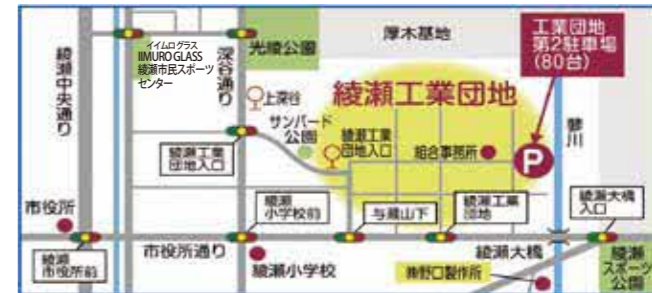 綾瀬中央通り
イイムログラス
IIMURO GLASS
綾瀬市民スポーツ
センター
深谷通り
光綾公園
厚木基地
工業団地
第2駐車場
(80台)
上深谷
サンバード
公園
綾瀬工業団地
綾瀬工業
団地入口
綾瀬工業
団地入口
組合事務所
P
蓼川
市役所
綾瀬
市役所前
市役所通り
綾瀬
小学校前
綾瀬小学校
与蔵山下
綾瀬工業
団地
綾瀬大橋
綾瀬大橋
入口
㈱野口製作所
綾瀬
スポーツ
公園